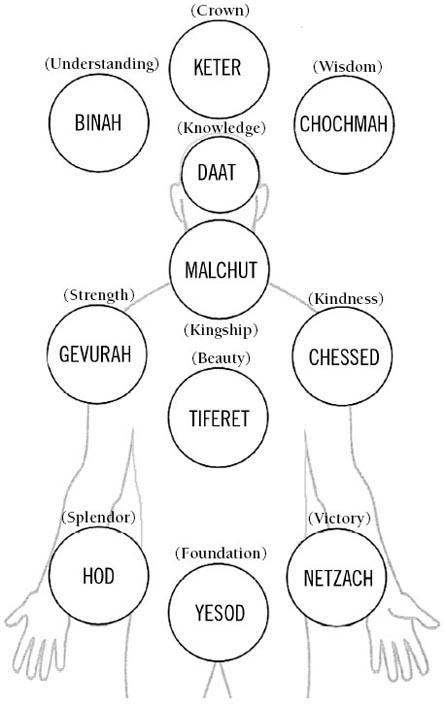 (Crown)
KETER
(Understanding)
BINAH
(Wisdom)
CHOCHMAH
(Knowledge)
DAAT
MALCHUT
(Kingship)
(Strength)
GEVURAH
(Kindness)
CHESSED
(Beauty)
TIFERET
(Splendor)
HOD
(Victory)
NETZACH
(Foundation)
YESOD